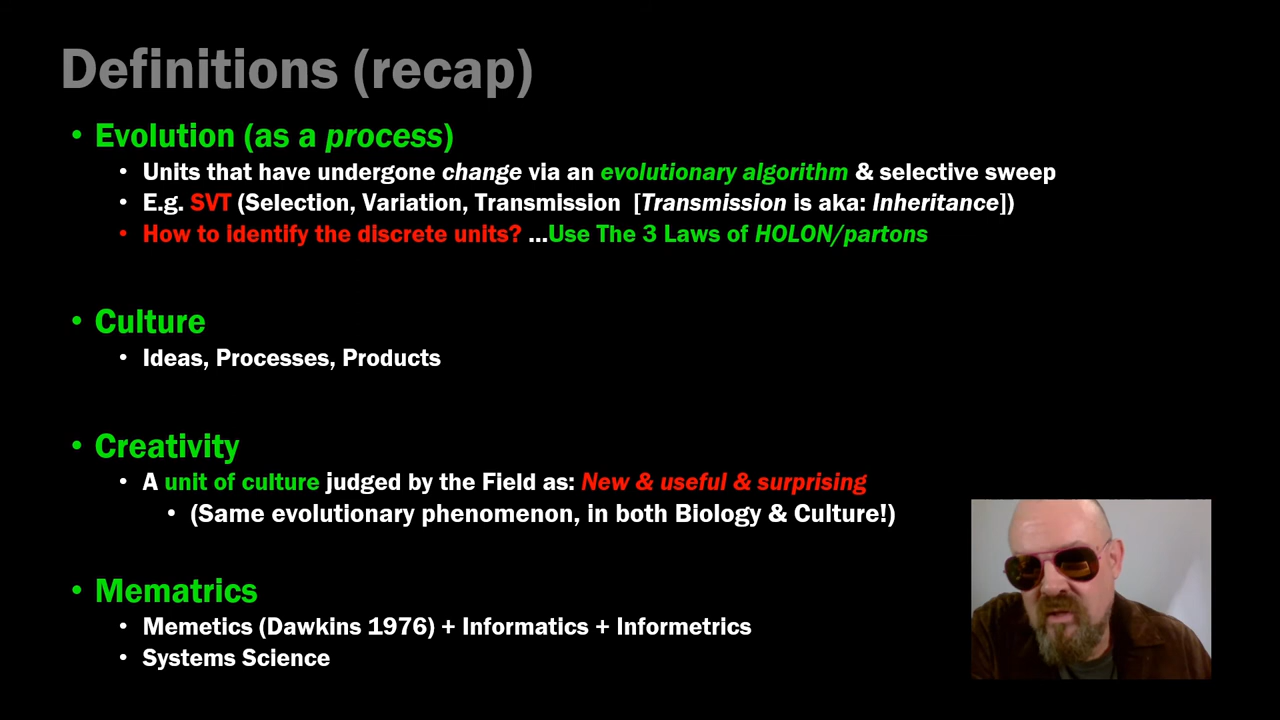 Definitions (recap)
• Evolution (as a process)
• Units that have undergone change via an evolutionary algorithm & selective sweep
• E.g. SVT (Selection, Variation, Transmission [Transmission is aka: Inheritance])
• How to identify the discrete units? ...Use The 3 Laws of HOLON/partons
• Culture
• Ideas, Processes, Products
• Creativity
• A unit of culture judged by the Field as: New & useful & surprising
• (Same evolutionary phenomenon, in both Biology & Culture!)
• Mematrics
• Memetics (Dawkins 1976) + Informatics + Informetrics
• Systems Science